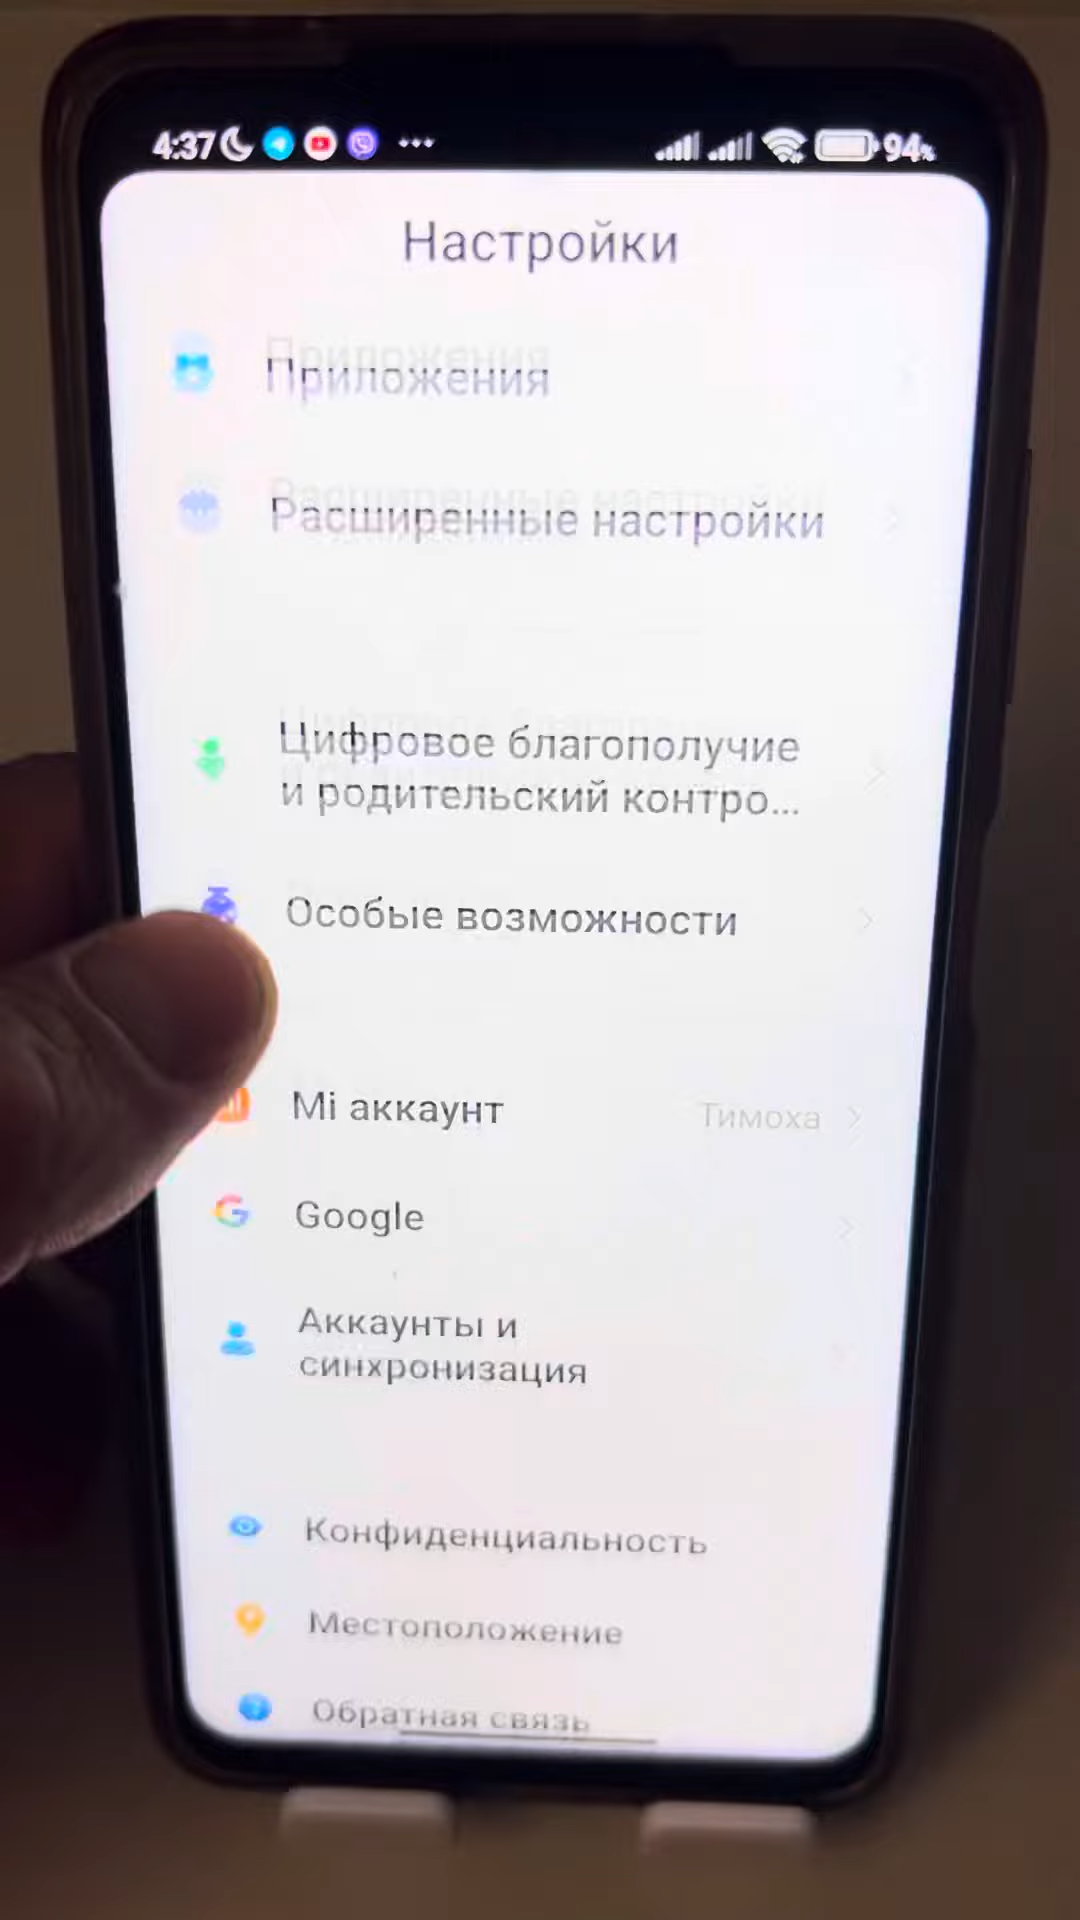 4:37 94%
Настройки
Приложения
Расширенные настройки
Цифровое благополучие
и родительский контро...
Особые возможности
Mi аккаунт Тимоха
Google
Аккаунты и
синхронизация
Конфиденциальность
Местоположение
Обратная связь